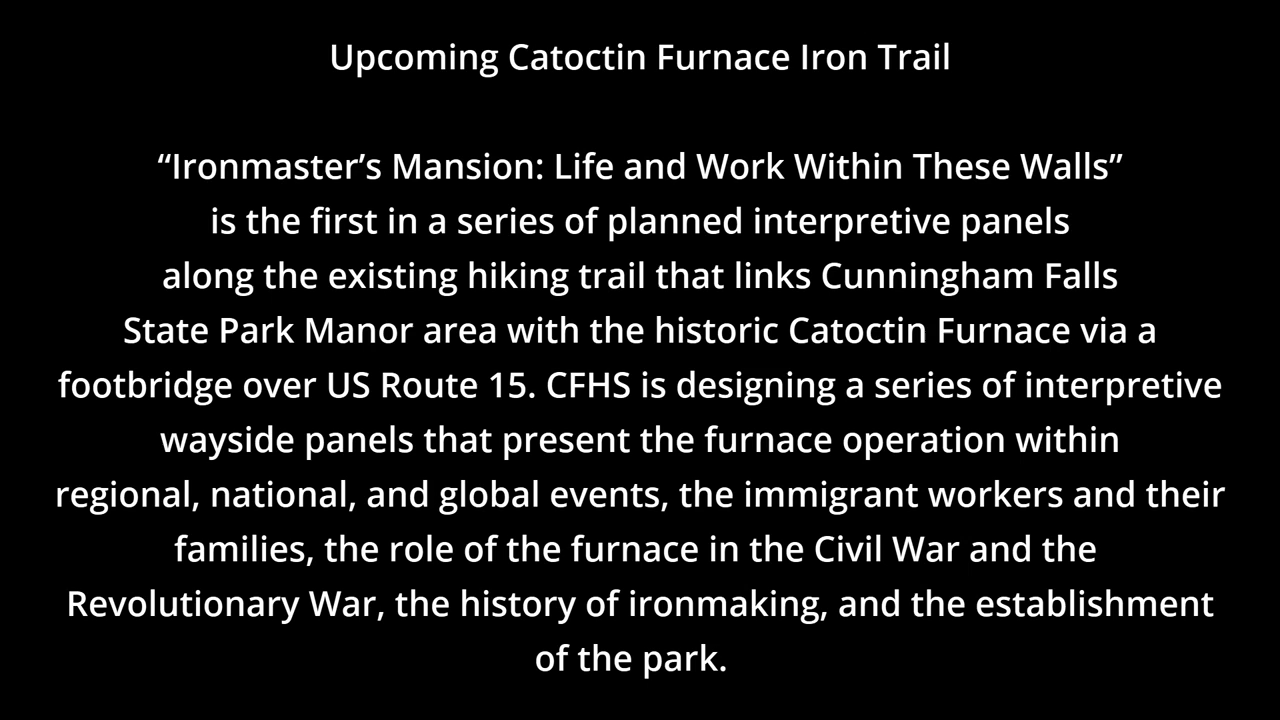 Upcoming Catoctin Furnace Iron Trail
“Ironmaster’s Mansion: Life and Work Within These Walls”
is the first in a series of planned interpretive panels
along the existing hiking trail that links Cunningham Falls
State Park Manor area with the historic Catoctin Furnace via a
footbridge over US Route 15. CFHS is designing a series of interpretive
wayside panels that present the furnace operation within
regional, national, and global events, the immigrant workers and their
families, the role of the furnace in the Civil War and the
Revolutionary War, the history of ironmaking, and the establishment
of the park.